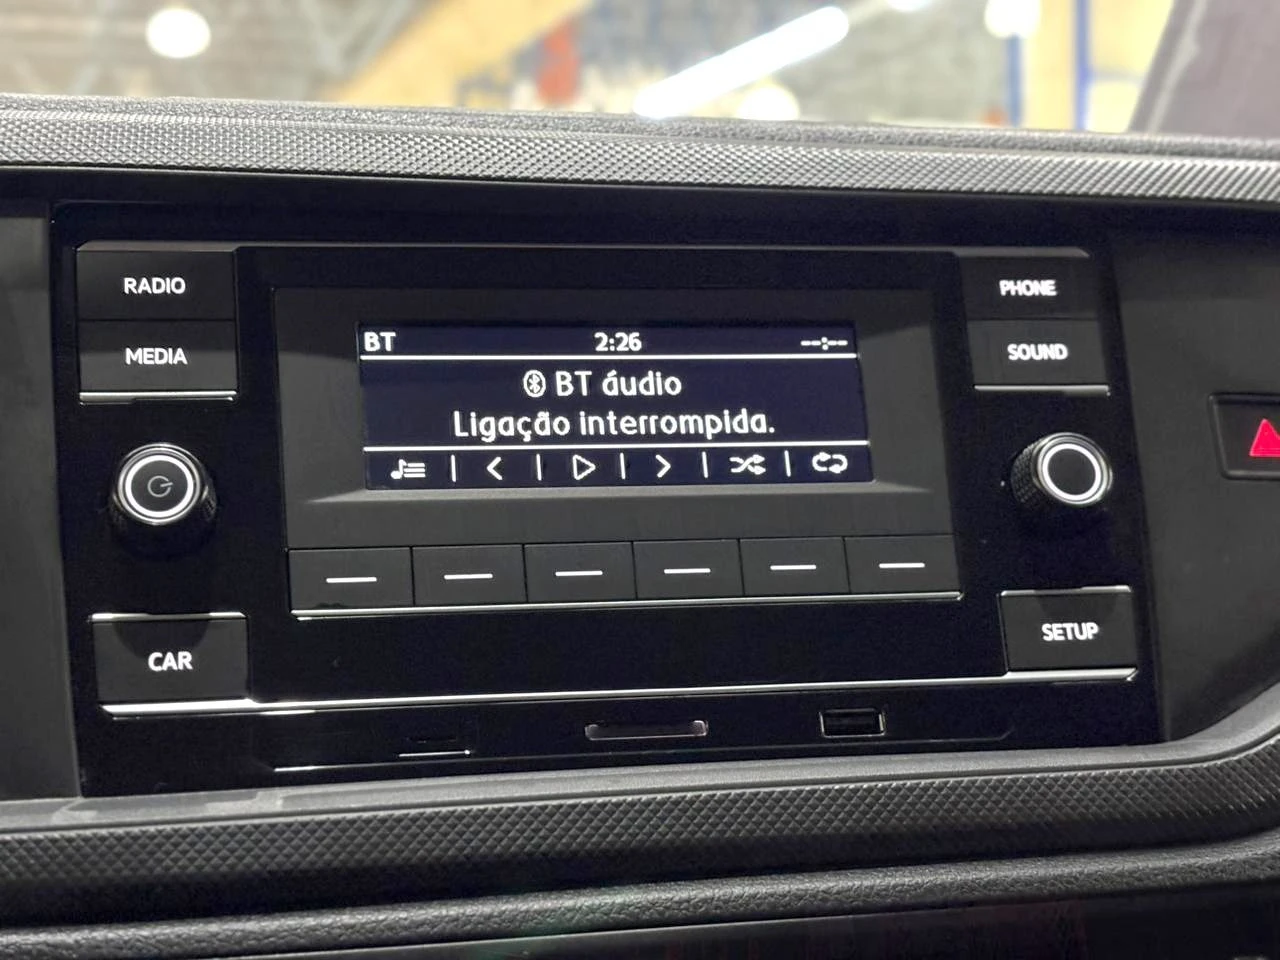 RADIO
MEDIA
CAR
BT 2:26 --:--
BT áudio
Ligação interrompida.
PHONE
SOUND
SETUP